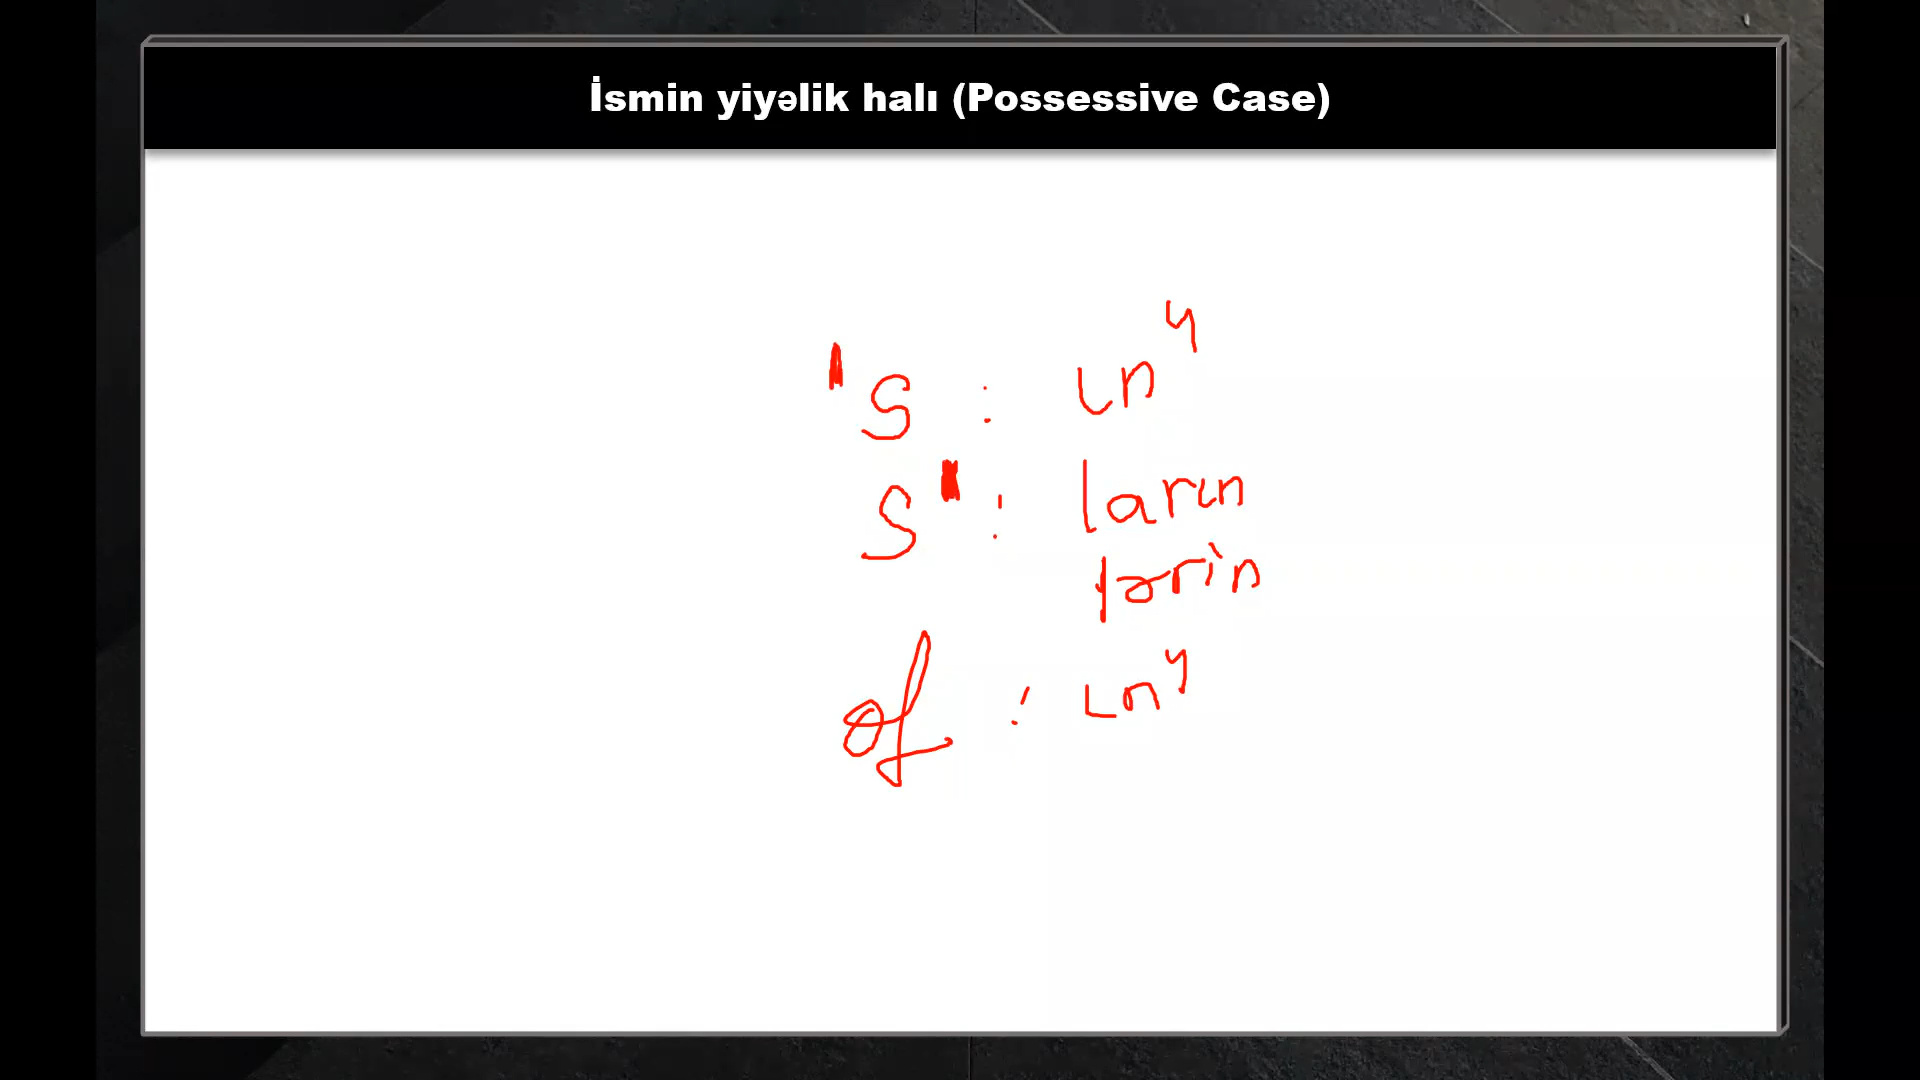 İsmin yiyəlik halı (Possessive Case)
's : ın⁴
s' : ların
lərin
of : ın⁴